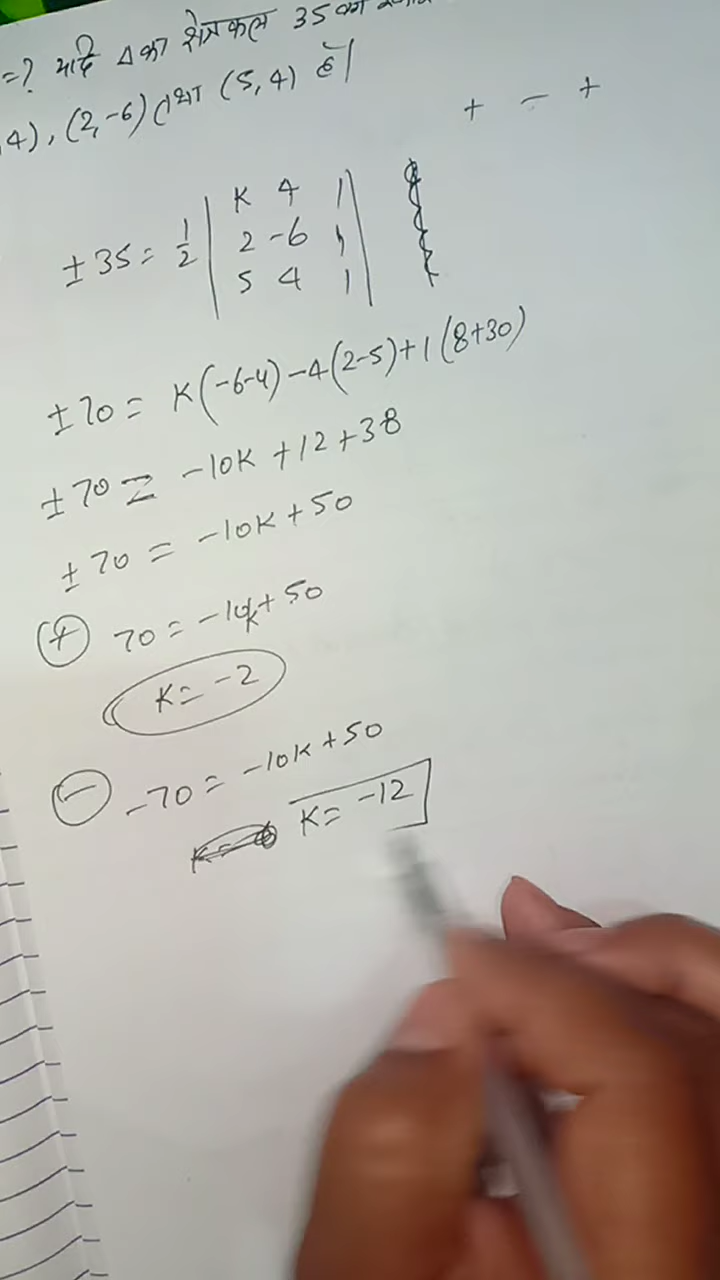 =? यदि Δ का क्षेत्रफल 35
4), (2,-6) तथा (5,4) है।
+ - +
±35 = 1/2 | K 4 1 |
| 2 -6 1 |
| 5 4 1 |
±70 = K(-6-4)-4(2-5)+1(8+30)
±70 = -10K +12+38
±70 = -10K+50
(+) 70 = -10K+50
K= -2
(-) -70 = -10K+50
K= -12